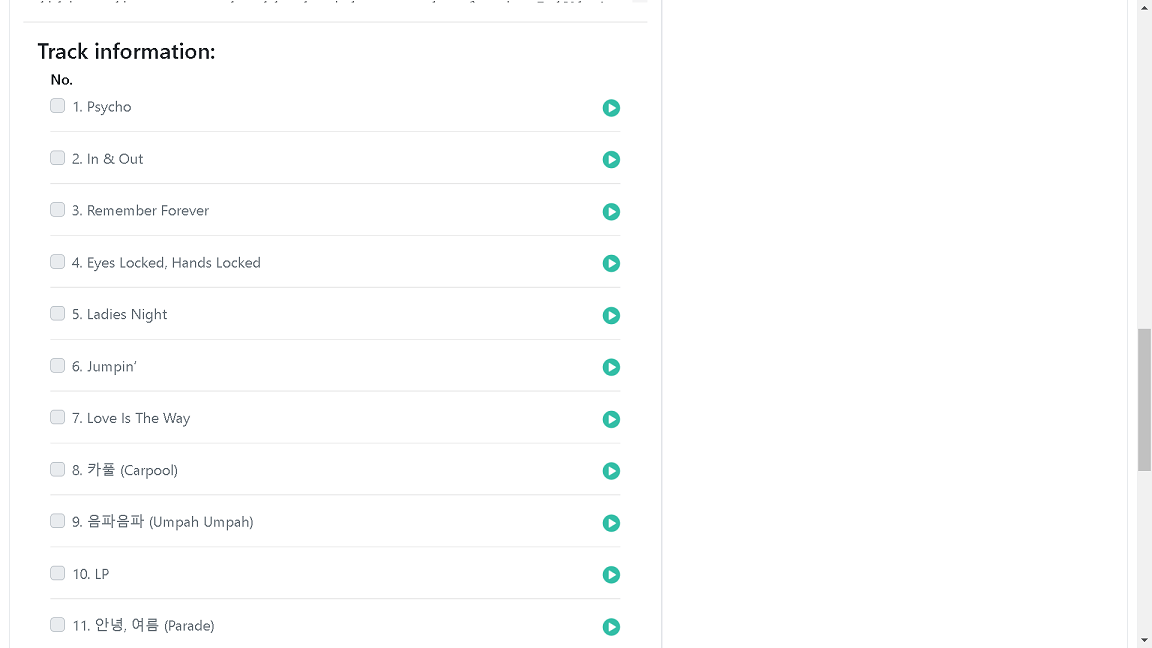 Track information:
No.
1. Psycho
2. In & Out
3. Remember Forever
4. Eyes Locked, Hands Locked
5. Ladies Night
6. Jumpin’
7. Love Is The Way
8. 카풀 (Carpool)
9. 음파음파 (Umpah Umpah)
10. LP
11. 안녕, 여름 (Parade)